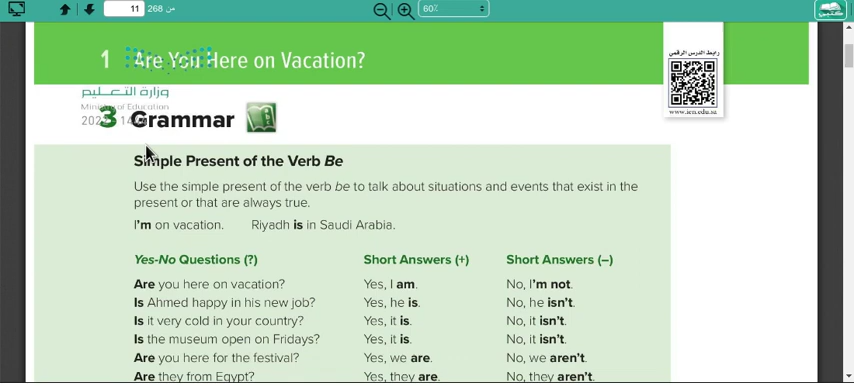 11
من 268
60%
كتبي
1 Are You Here on Vacation?
رابط الدرس الرقمي
www.ien.edu.sa
وزارة التعليم
Ministry of Education
3 Grammar
Simple Present of the Verb Be
Use the simple present of the verb be to talk about situations and events that exist in the
present or that are always true.
I'm on vacation. Riyadh is in Saudi Arabia.
Yes-No Questions (?) Short Answers (+) Short Answers (–)
Are you here on vacation? Yes, I am. No, I'm not.
Is Ahmed happy in his new job? Yes, he is. No, he isn't.
Is it very cold in your country? Yes, it is. No, it isn't.
Is the museum open on Fridays? Yes, it is. No, it isn't.
Are you here for the festival? Yes, we are. No, we aren't.
Are they from Egypt? Yes, they are. No, they aren't.